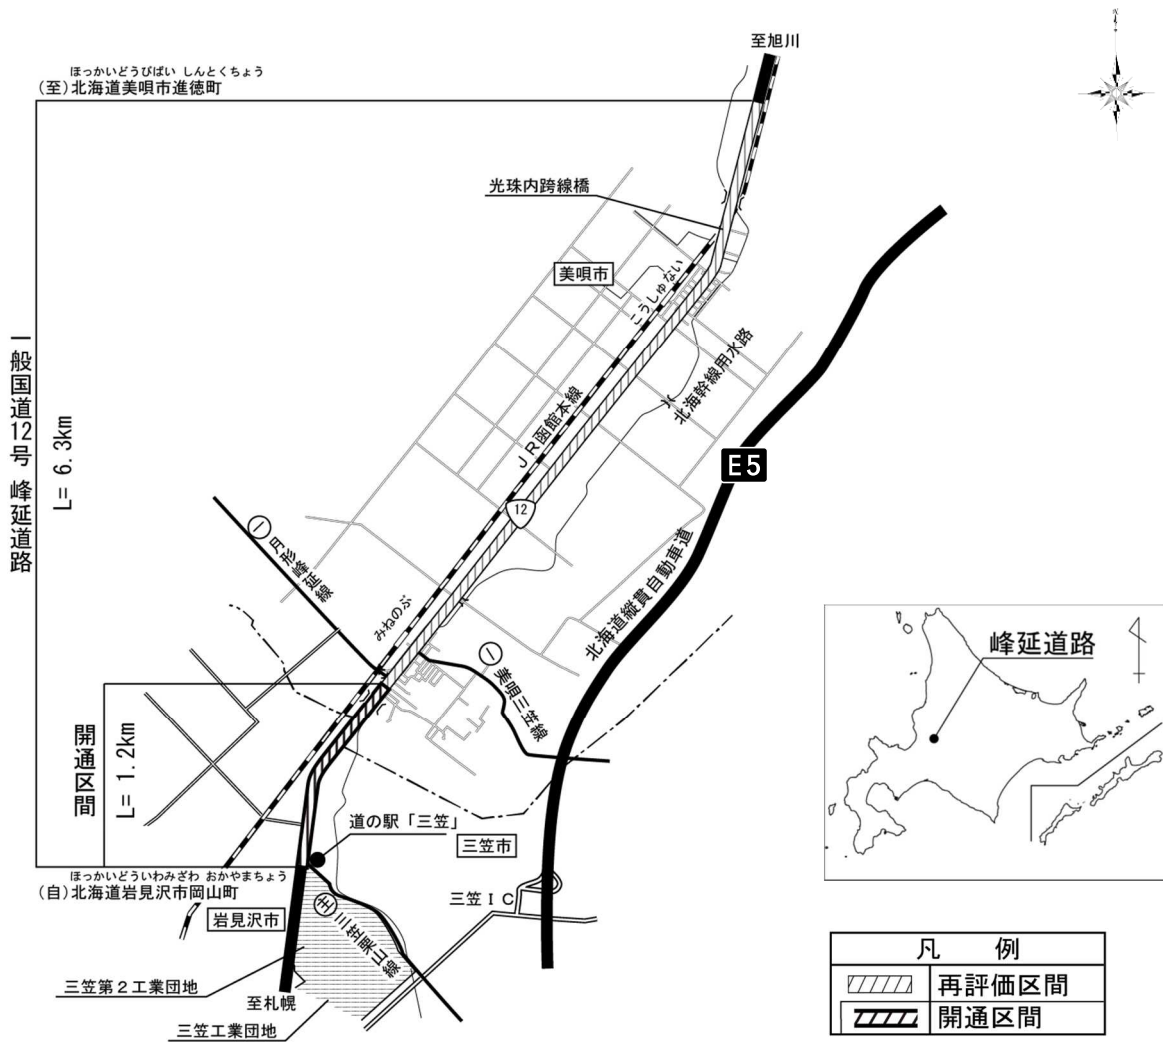 N
至旭川
ほっかいどうびばい しんとくちょう
(至)北海道美唄市進徳町
光珠内跨線橋
美唄市
こうしゅない
北海幹線用水路
JR函館本線
E5
12
一般国道12号 峰延道路
L= 6.3km
一
月形峰延線
北海道縦貫自動車道
みねのぶ
一
美唄三笠線
峰延道路
開通区間
L= 1.2km
道の駅「三笠」
三笠市
ほっかいどういわみざわ おかやまちょう
(自)北海道岩見沢市岡山町
三笠IC
岩見沢市
主
三笠栗山線
三笠第2工業団地
至札幌
三笠工業団地
凡 例
再評価区間
開通区間